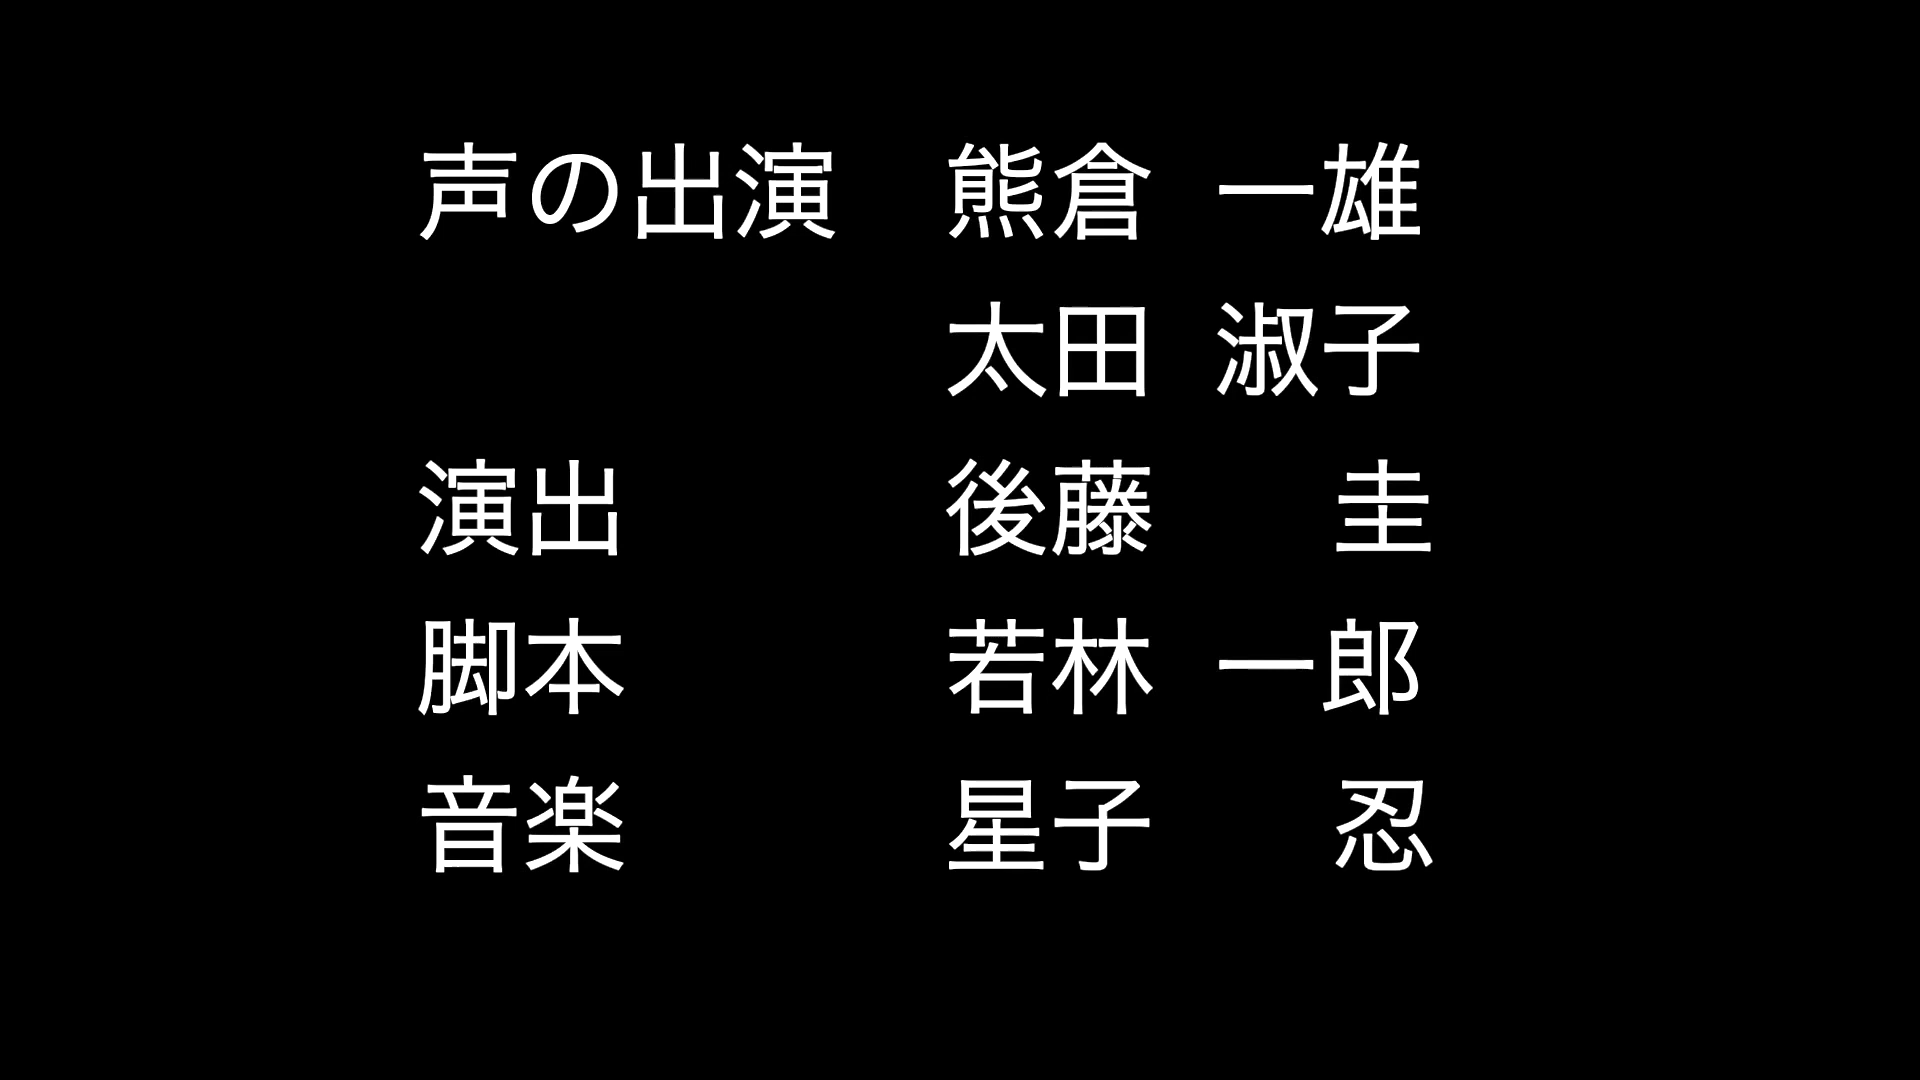 声の出演 熊倉 一雄
太田 淑子
演出 後藤 圭
脚本 若林 一郎
音楽 星子 忍